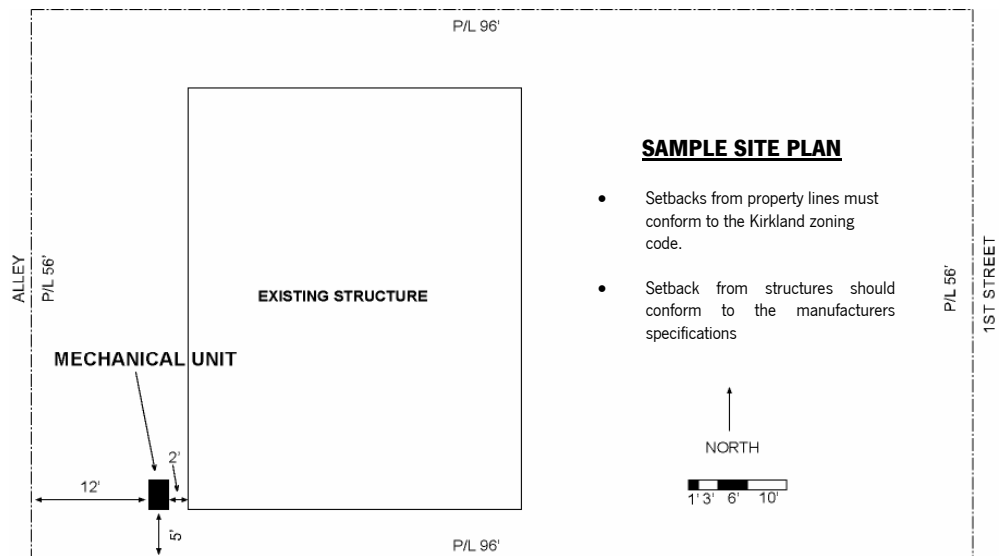 P/L 96'
SAMPLE SITE PLAN
• Setbacks from property lines must
conform to the Kirkland zoning
code.
• Setback from structures should
conform to the manufacturers
specifications
ALLEY
P/L 56'
EXISTING STRUCTURE
P/L 56'
1ST STREET
MECHANICAL UNIT
NORTH
2'
12'
1' 3' 6' 10'
5'
P/L 96'